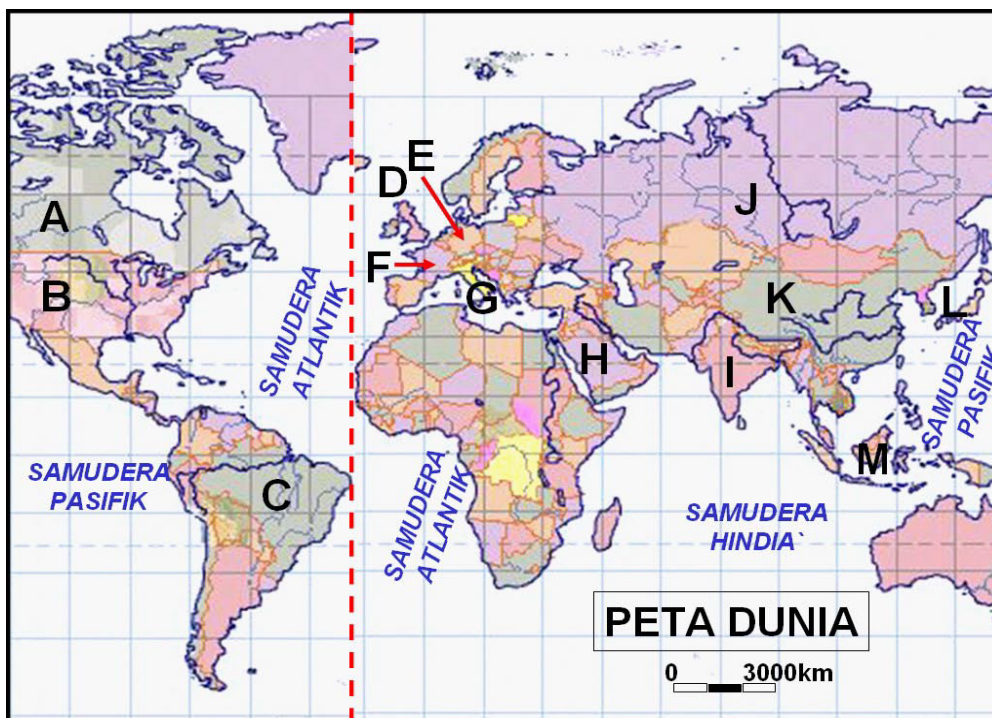 A
B
C
D
E
F
G
H
I
J
K
L
M
SAMUDERA
ATLANTIK
SAMUDERA
PASIFIK
SAMUDERA
PASIFIK
SAMUDERA
ATLANTIK
SAMUDERA
HINDIA`
PETA DUNIA
0 3000km